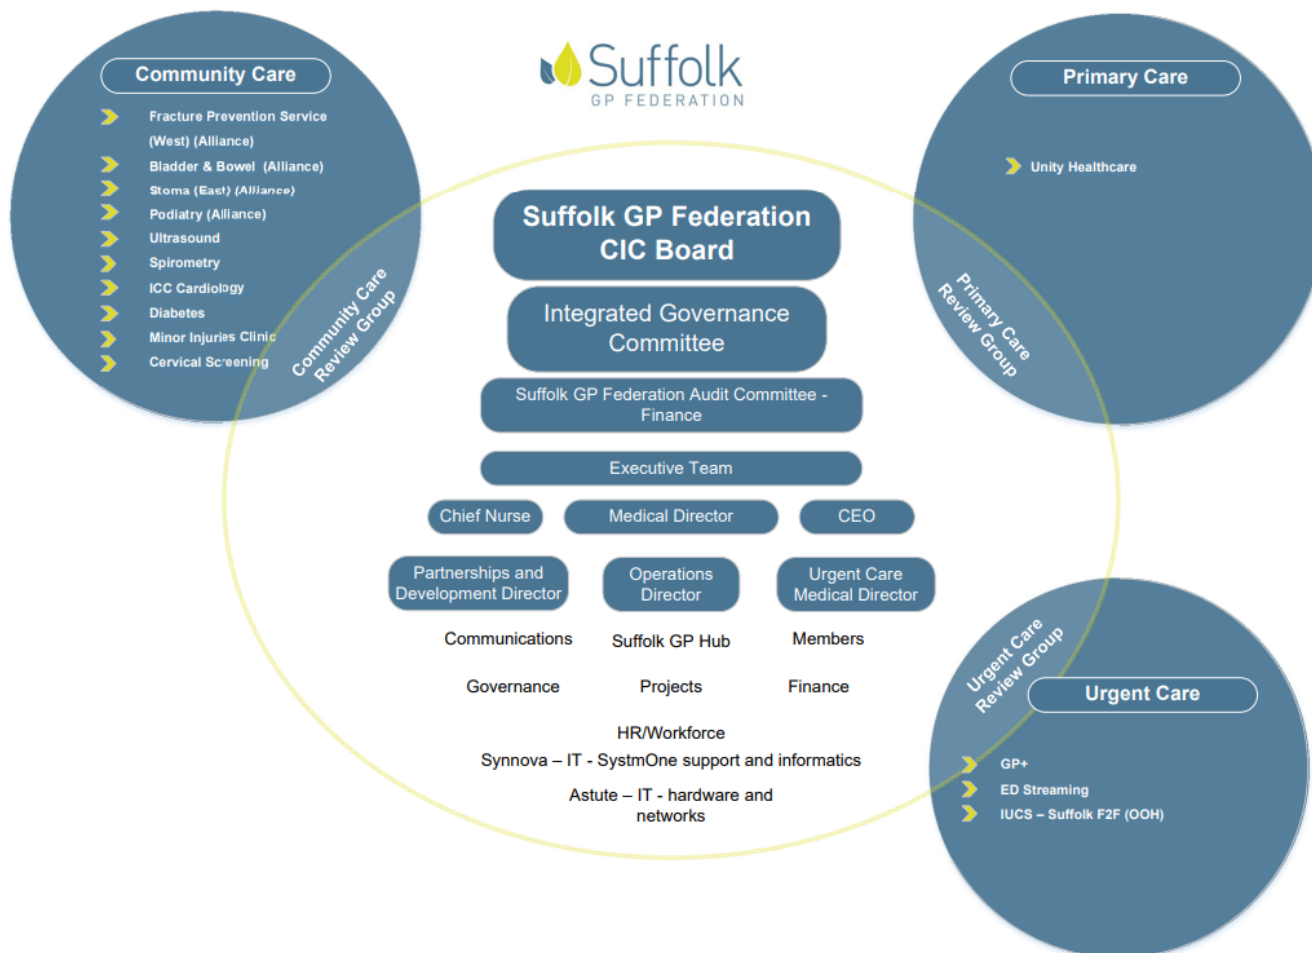 Suffolk
GP FEDERATION
Community Care
Fracture Prevention Service
(West) (Alliance)
Bladder & Bowel (Alliance)
Stoma (East) (Alliance)
Podiatry (Alliance)
Ultrasound
Spirometry
ICC Cardiology
Diabetes
Minor Injuries Clinic
Cervical Screening
Community Care
Review Group
Primary Care
Unity Healthcare
Primary Care
Review Group
Suffolk GP Federation
CIC Board
Integrated Governance
Committee
Suffolk GP Federation Audit Committee -
Finance
Executive Team
Chief Nurse
Medical Director
CEO
Partnerships and
Development Director
Operations
Director
Urgent Care
Medical Director
Communications
Suffolk GP Hub
Members
Governance
Projects
Finance
HR/Workforce
Synnova – IT - SystmOne support and informatics
Astute – IT - hardware and
networks
Urgent Care
Review Group
Urgent Care
GP+
ED Streaming
IUCS – Suffolk F2F (OOH)